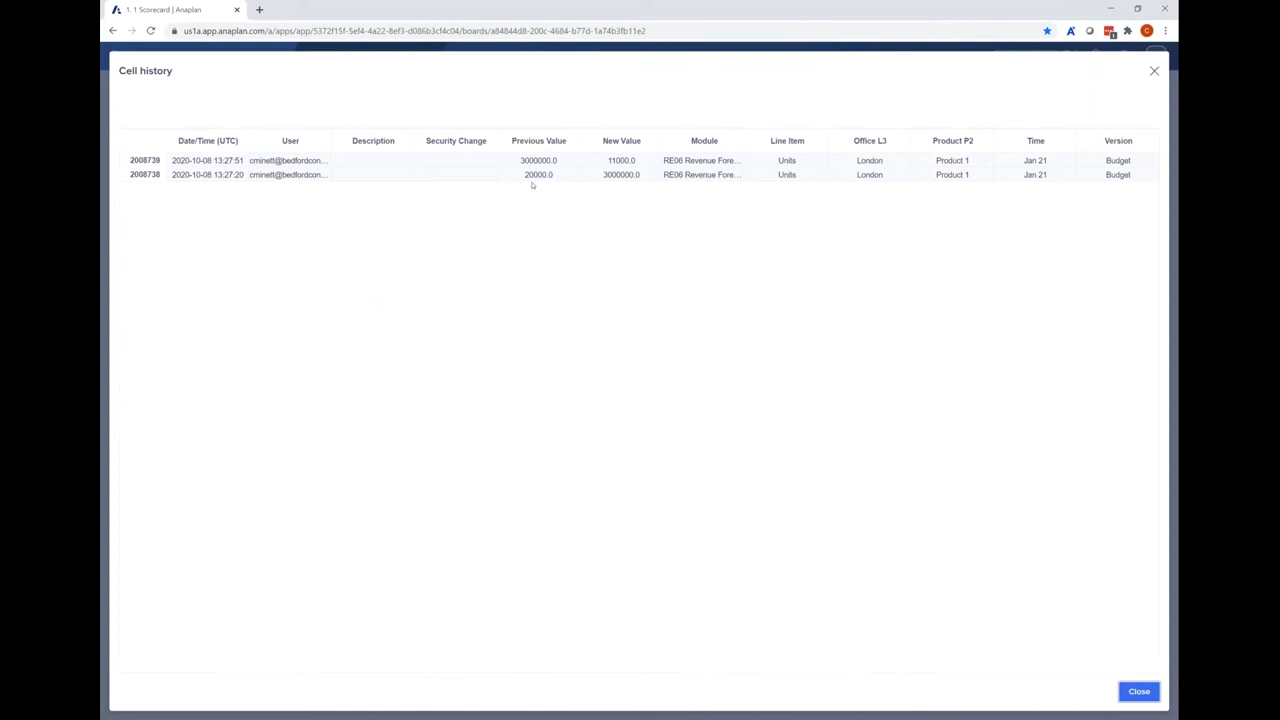 1. 1 Scorecard | Anaplan
us1a.app.anaplan.com/a/apps/app/5372f15f-5ef4-4a22-8ef3-d086b3cf4c04/boards/a84844d8-200c-4684-b77d-1a74b3fb11e2
Cell history
Date/Time (UTC) User Description Security Change Previous Value New Value Module Line Item Office L3 Product P2 Time Version
2008739 2020-10-08 13:27:51 cminett@bedfordcon... 3000000.0 11000.0 RE06 Revenue Fore... Units London Product 1 Jan 21 Budget
2008738 2020-10-08 13:27:20 cminett@bedfordcon... 20000.0 3000000.0 RE06 Revenue Fore... Units London Product 1 Jan 21 Budget
Close